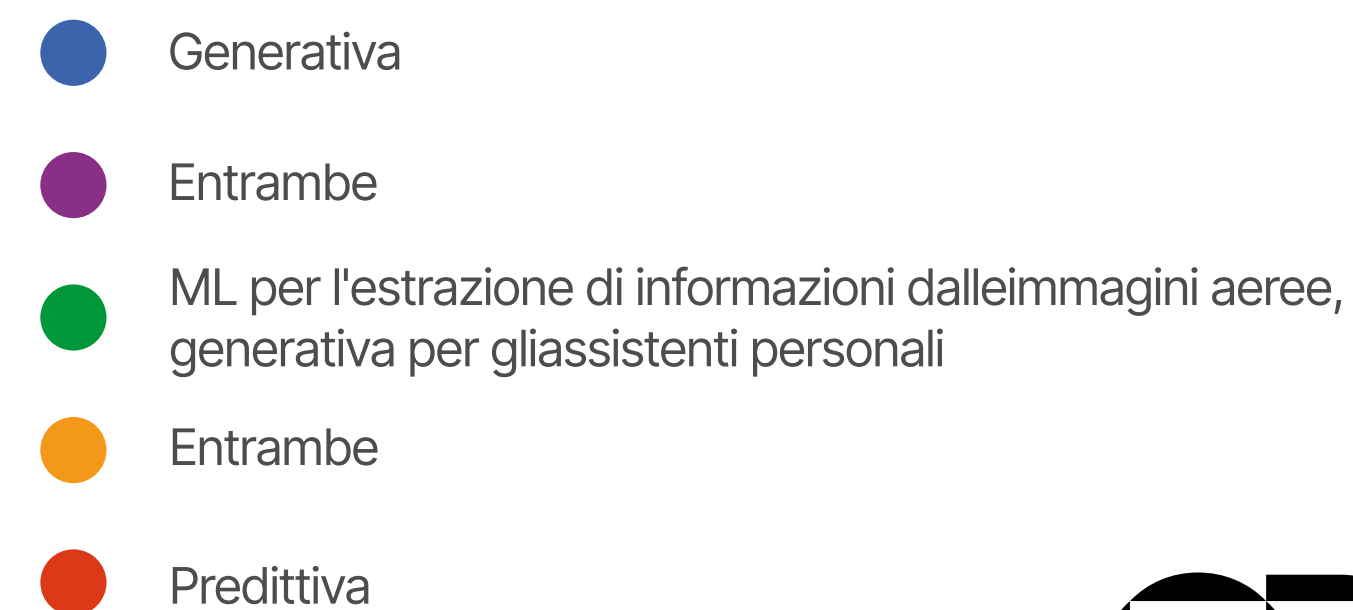 Generativa
Entrambe
ML per l'estrazione di informazioni dalleimmagini aeree,
generativa per gliassistenti personali
Entrambe
Predittiva